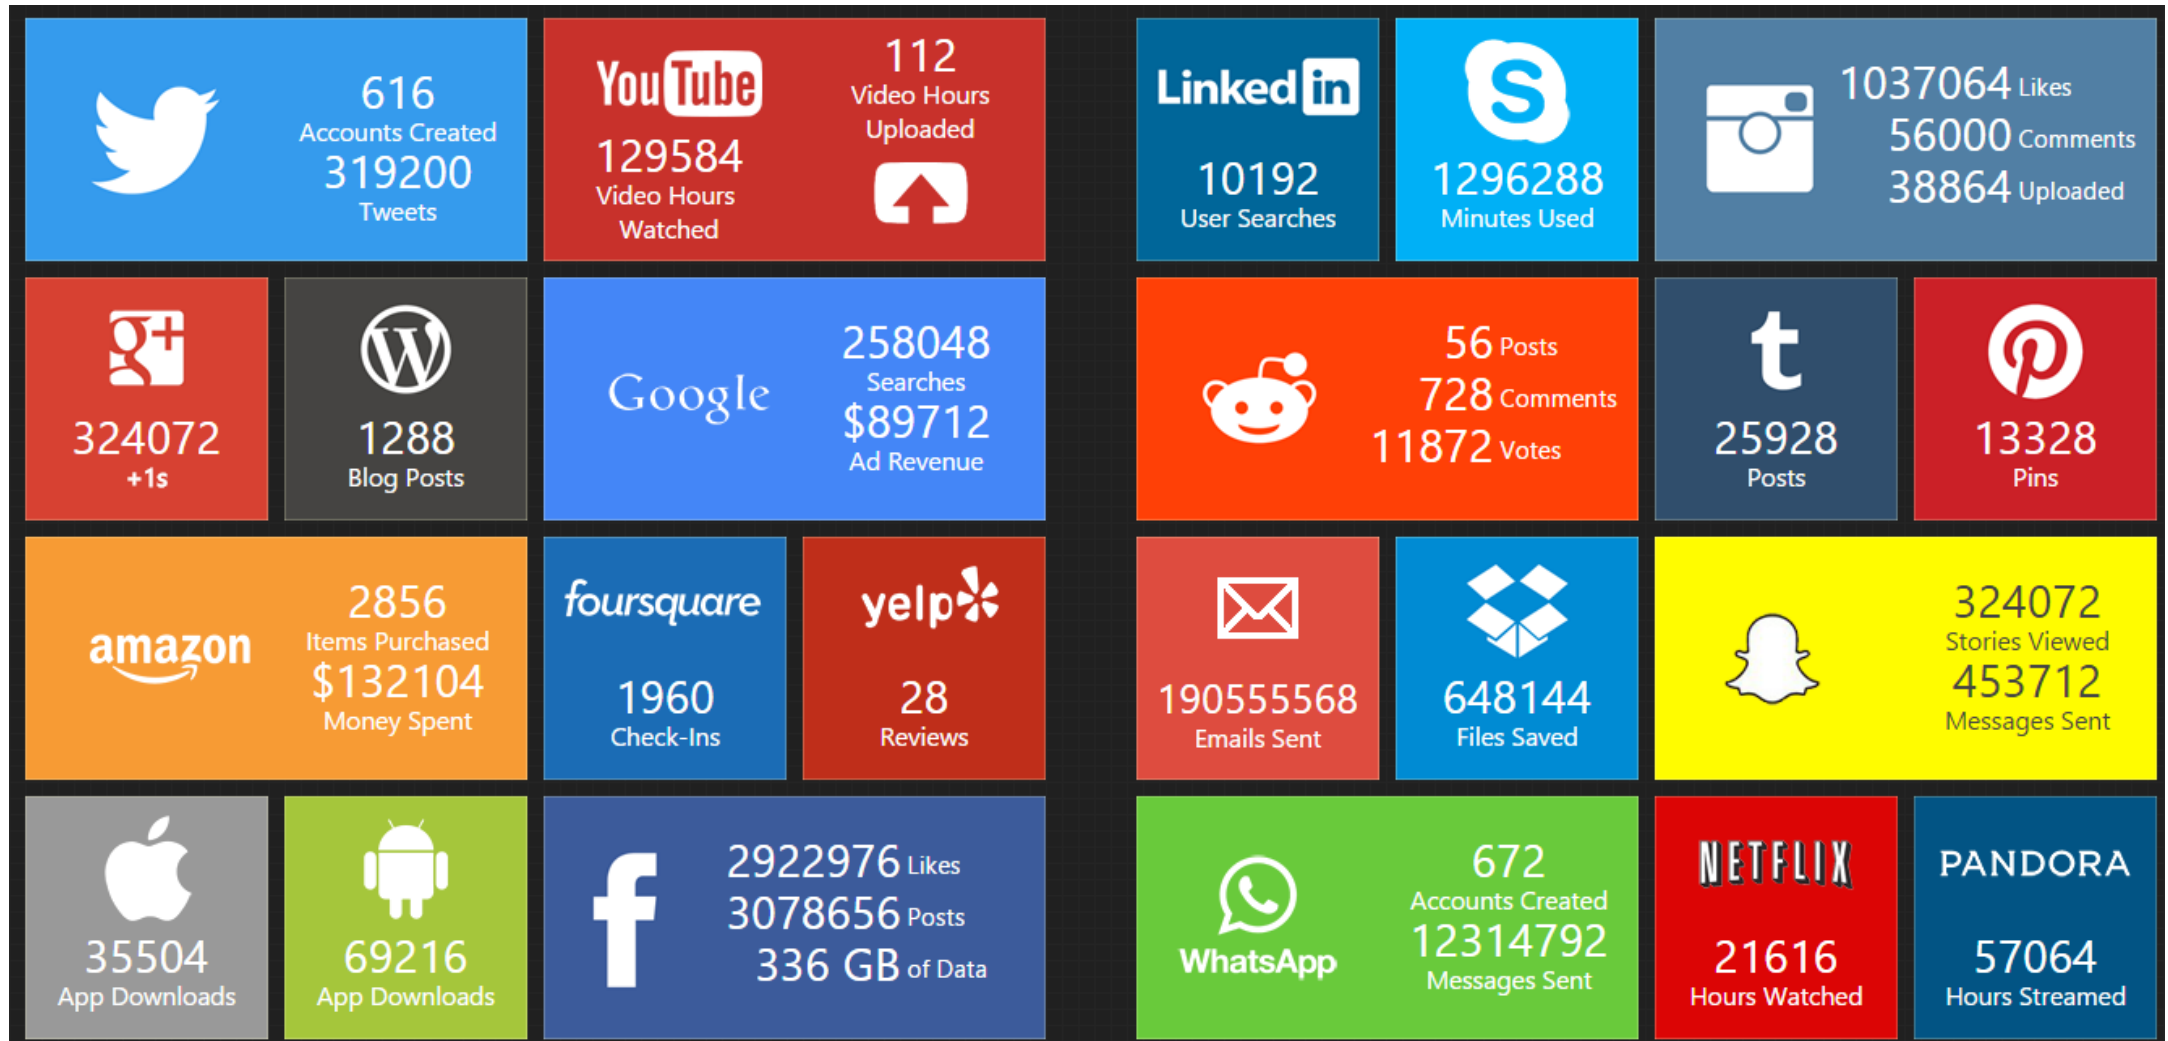 616
Accounts Created
319200
Tweets
YouTube
129584
Video Hours
Watched
112
Video Hours
Uploaded
Linked in
10192
User Searches
S
1296288
Minutes Used
1037064 Likes
56000 Comments
38864 Uploaded
g+
324072
+1s
W
1288
Blog Posts
Google
258048
Searches
$89712
Ad Revenue
56 Posts
728 Comments
11872 Votes
t
25928
Posts
P
13328
Pins
amazon
2856
Items Purchased
$132104
Money Spent
foursquare
1960
Check-Ins
yelp
28
Reviews
190555568
Emails Sent
648144
Files Saved
324072
Stories Viewed
453712
Messages Sent
35504
App Downloads
69216
App Downloads
f
2922976 Likes
3078656 Posts
336 GB of Data
WhatsApp
672
Accounts Created
12314792
Messages Sent
NETFLIX
21616
Hours Watched
PANDORA
57064
Hours Streamed